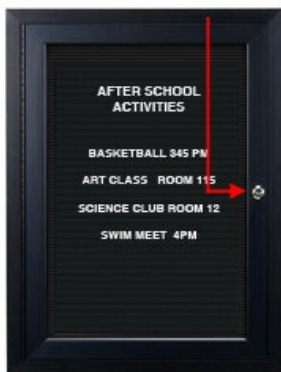 AFTER SCHOOL
ACTIVITIES
BASKETBALL 345 PM
ART CLASS ROOM 115
SCIENCE CLUB ROOM 12
SWIM MEET 4PM